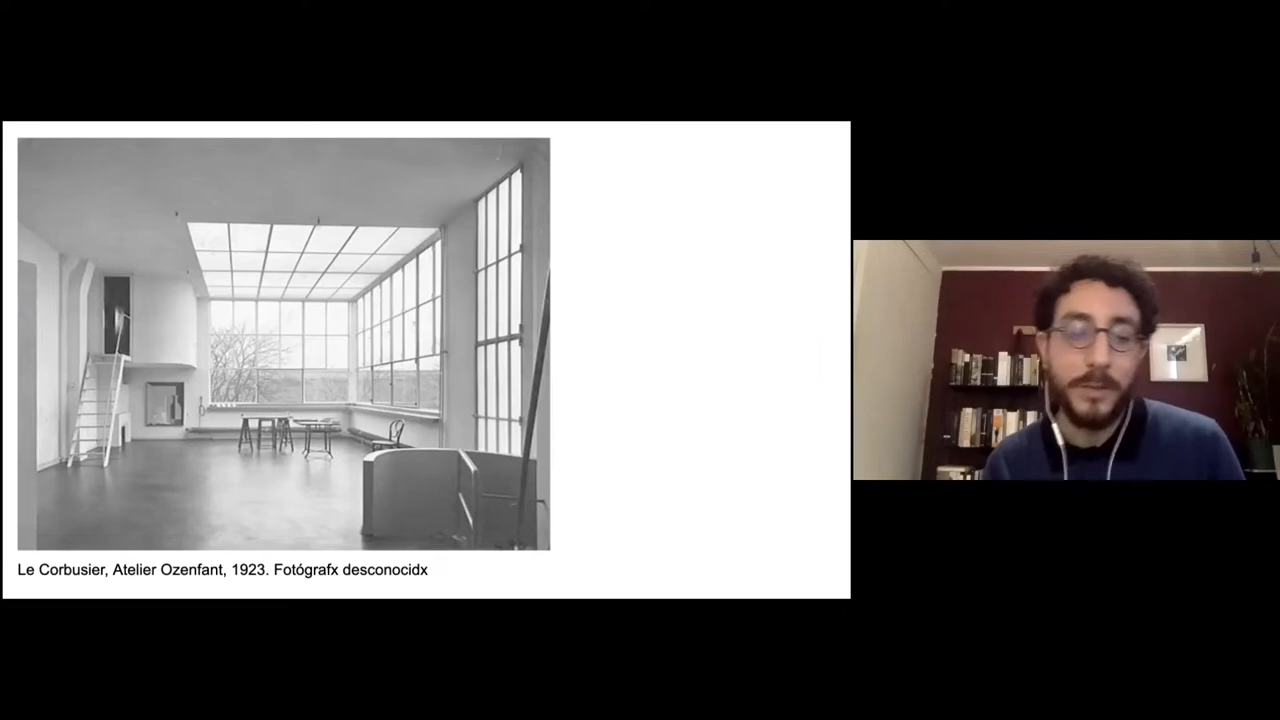 Le Corbusier, Atelier Ozenfant, 1923. Fotógrafx desconocidx